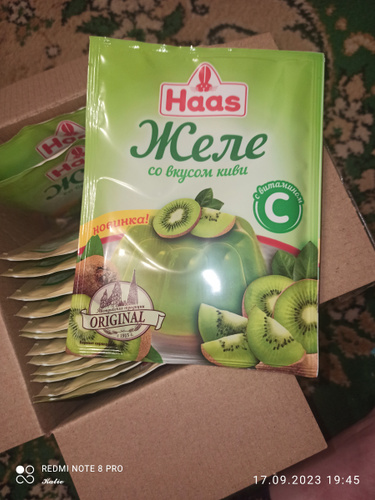 Haas
Желе
со вкусом киви
с витамином
C
новинка!
ORIGINAL
REDMI NOTE 8 PRO
17.09.2023 19:45